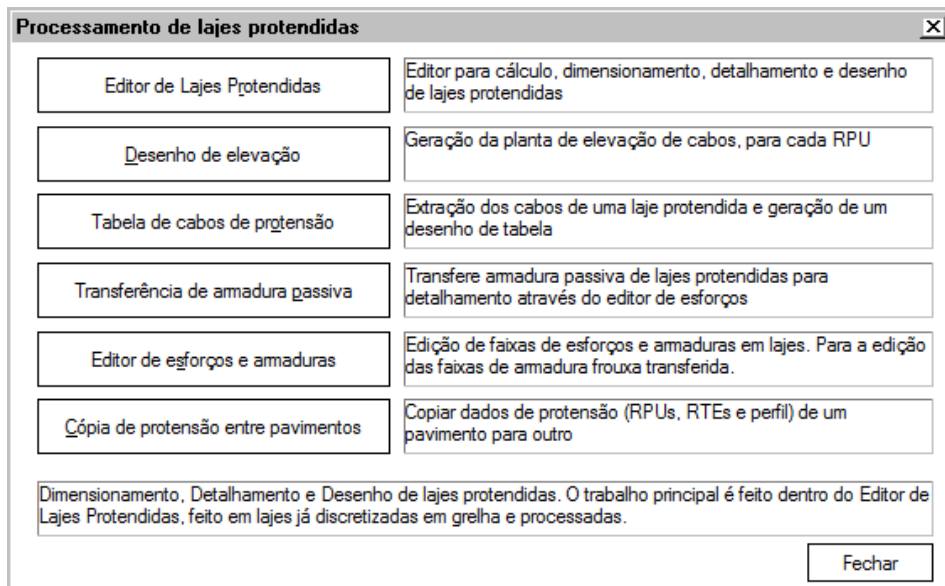 Processamento de lajes protendidas
Editor de Lajes Protendidas
Editor para cálculo, dimensionamento, detalhamento e desenho
de lajes protendidas
Desenho de elevação
Geração da planta de elevação de cabos, para cada RPU
Tabela de cabos de protensão
Extração dos cabos de uma laje protendida e geração de um
desenho de tabela
Transferência de armadura passiva
Transfere armadura passiva de lajes protendidas para
detalhamento através do editor de esforços
Editor de esforços e armaduras
Edição de faixas de esforços e armaduras em lajes. Para a edição
das faixas de armadura frouxa transferida.
Cópia de protensão entre pavimentos
Copiar dados de protensão (RPUs, RTEs e perfil) de um
pavimento para outro
Dimensionamento, Detalhamento e Desenho de lajes protendidas. O trabalho principal é feito dentro do Editor de
Lajes Protendidas, feito em lajes já discretizadas em grelha e processadas.
Fechar